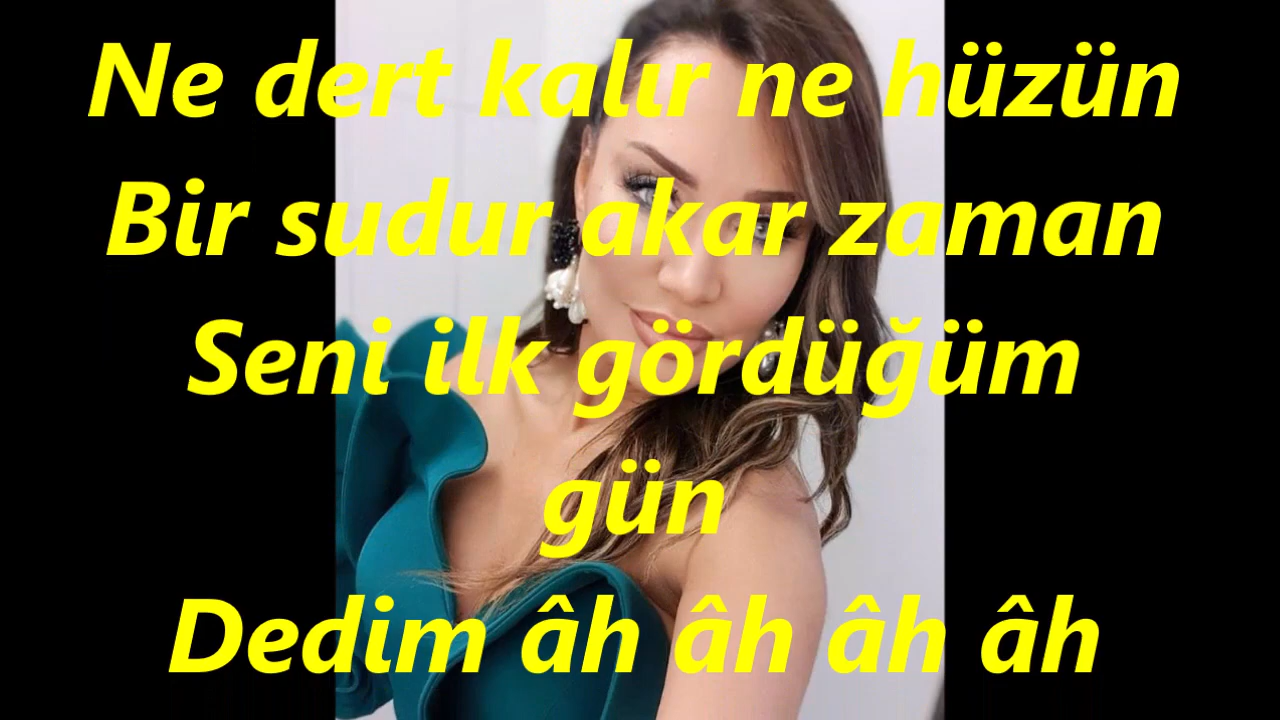 Ne dert kalır ne hüzün
Bir sudur akar zaman
Seni ilk gördüğüm
gün
Dedim âh âh âh âh